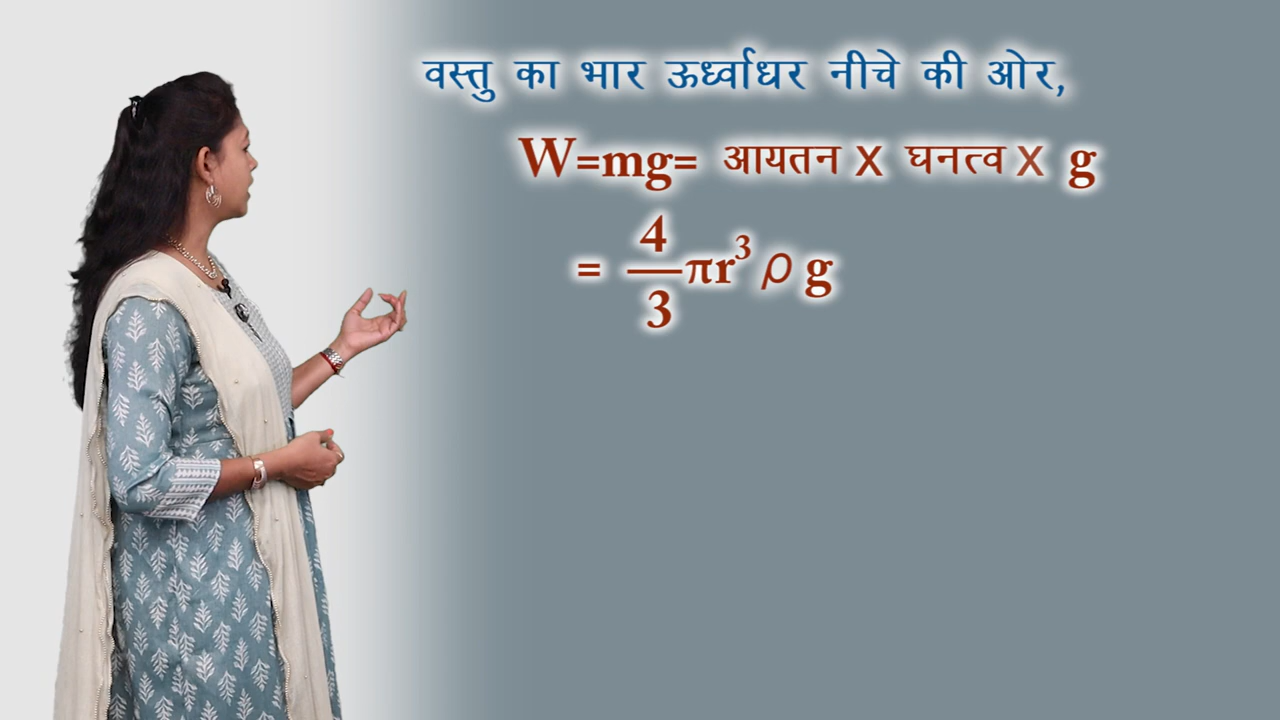 वस्तु का भार ऊर्ध्वाधर नीचे की ओर,
W=mg= आयतन X घनत्व X g
= 4/3 πr³ ρ g